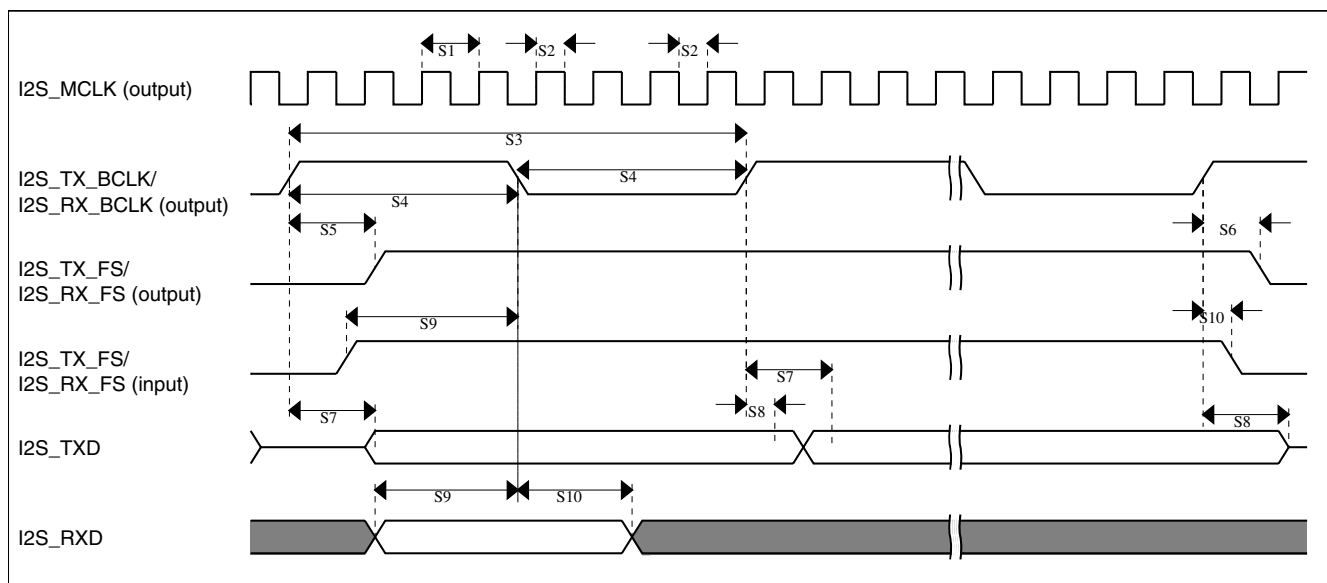 S1
S2
S2
I2S_MCLK (output)
S3
I2S_TX_BCLK/
I2S_RX_BCLK (output)
S4
S4
S5
S6
I2S_TX_FS/
I2S_RX_FS (output)
S9
S10
I2S_TX_FS/
I2S_RX_FS (input)
S7
S7
S8
S8
I2S_TXD
S9
S10
I2S_RXD